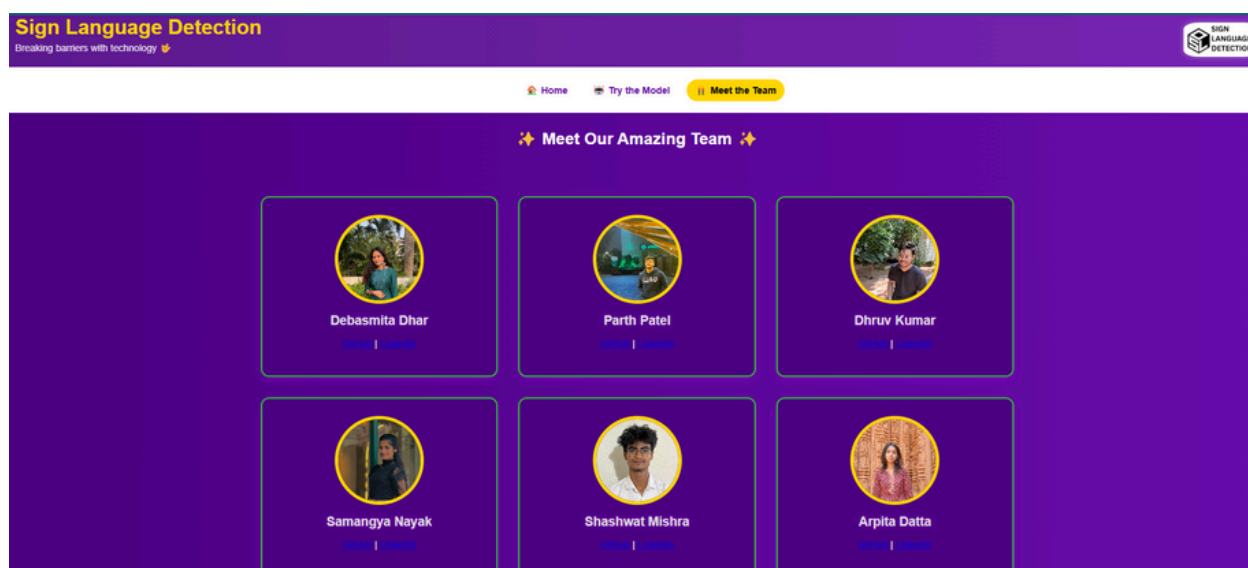 Sign Language Detection
Breaking barriers with technology 🤟
SIGN
LANGUAGE
DETECTION
🏠 Home
Try the Model
Meet the Team
✨ Meet Our Amazing Team ✨
Debasmita Dhar
Parth Patel
Dhruv Kumar
|
|
|
Samangya Nayak
Shashwat Mishra
Arpita Datta
|
|
|